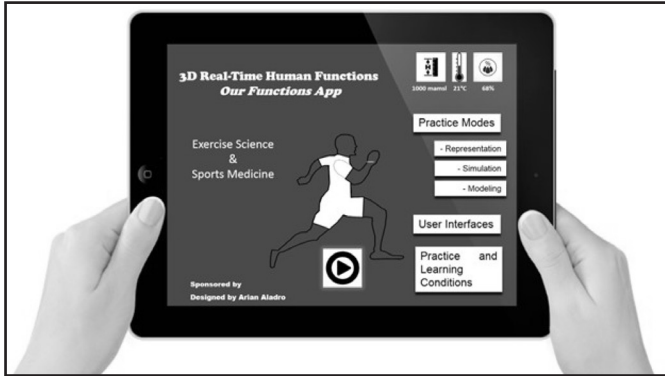 3D Real-Time Human Functions
Our Functions App
1000 mamol 21°C 68%
Exercise Science
&
Sports Medicine
Practice Modes
- Representation
- Simulation
- Modeling
User Interfaces
Practice and
Learning
Conditions
Sponsored by
Designed by Arian Aladro